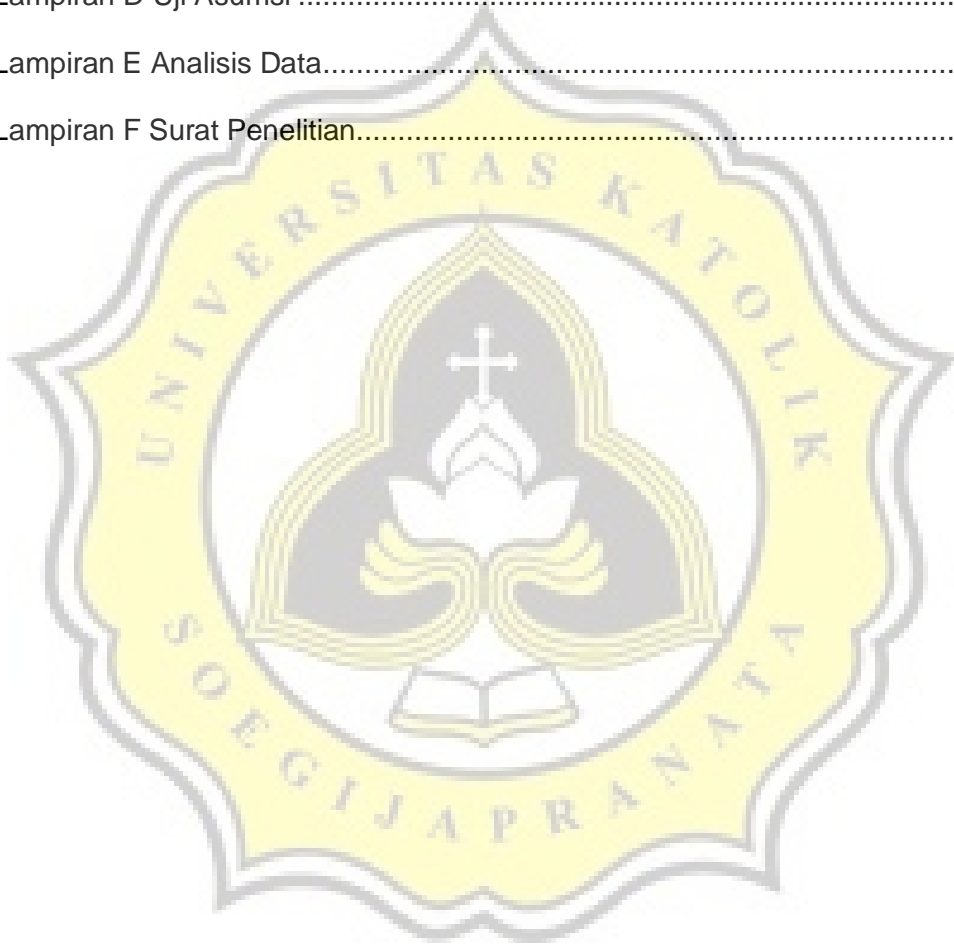 Lampiran D Uji Asumsi ....................................................................................
Lampiran E Analisis Data....................................................................................
Lampiran F Surat Penelitian....................................................................................
UNIVERSITAS KATOLIK
SOEGIJAPRANATA